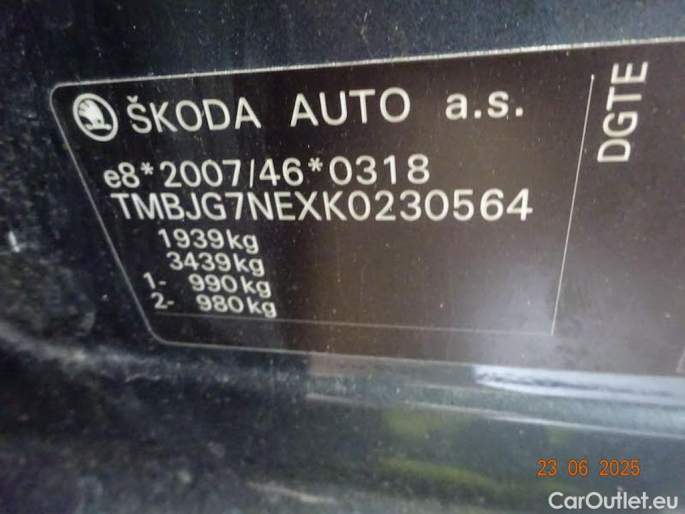 ŠKODA AUTO a.s.
e8*2007/46*0318
TMBJG7NEXK0230564
1939kg
3439kg
1- 990kg
2- 980kg
DGTE
23 06 2025
CarOutlet.eu